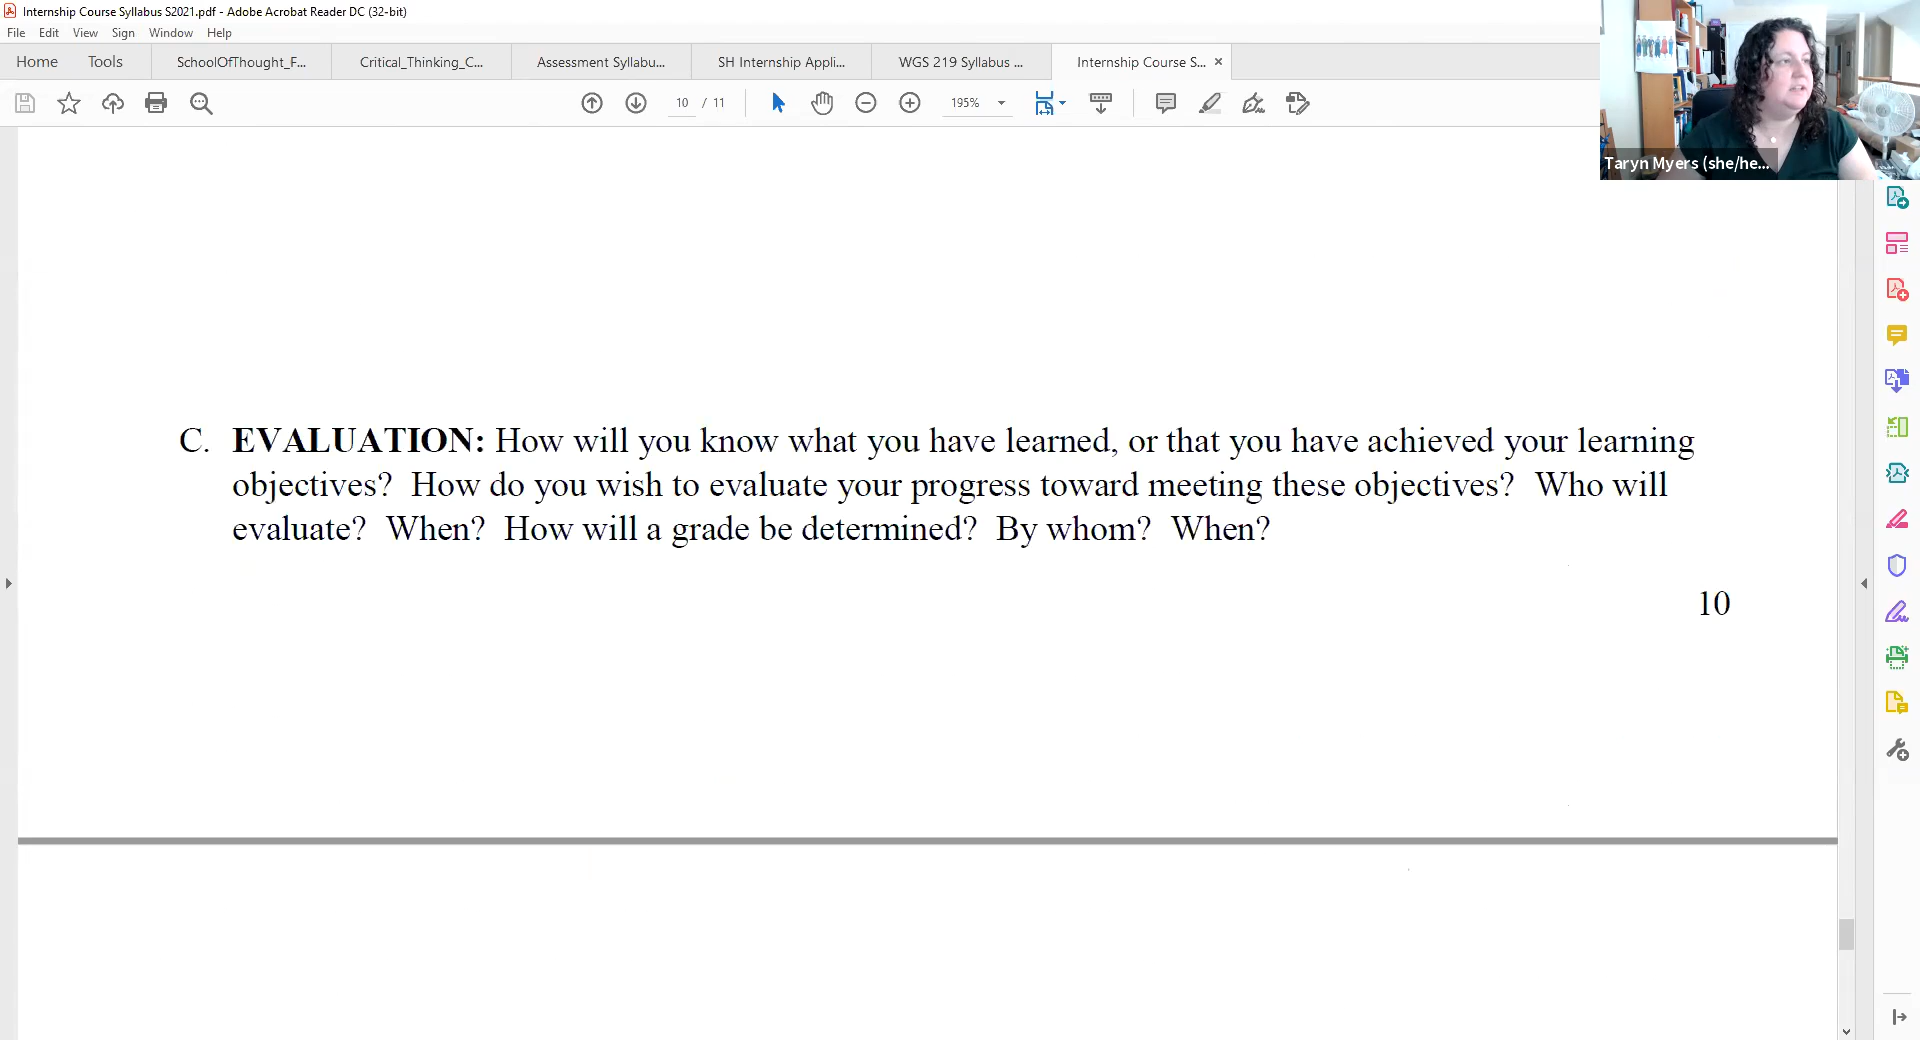 Internship Course Syllabus S2021.pdf - Adobe Acrobat Reader DC (32-bit)
File Edit View Sign Window Help
Home Tools SchoolOfThought_F... Critical_Thinking_C... Assessment Syllabu... SH Internship Appli... WGS 219 Syllabus ... Internship Course S...
10 / 11 195%
Taryn Myers (she/he...
C. EVALUATION: How will you know what you have learned, or that you have achieved your learning
objectives? How do you wish to evaluate your progress toward meeting these objectives? Who will
evaluate? When? How will a grade be determined? By whom? When?
10